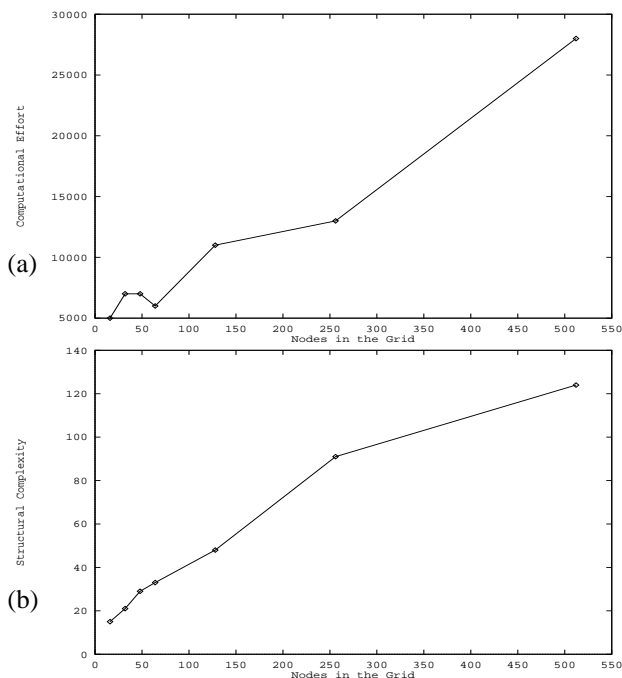 30000
25000
20000
15000
10000
5000
Computational Effort
(a)
0 50 100 150 200 250 300 350 400 450 500 550
Nodes in the Grid
140
120
100
80
60
40
20
0
Structural Complexity
(b)
0 50 100 150 200 250 300 350 400 450 500 550
Nodes in the Grid